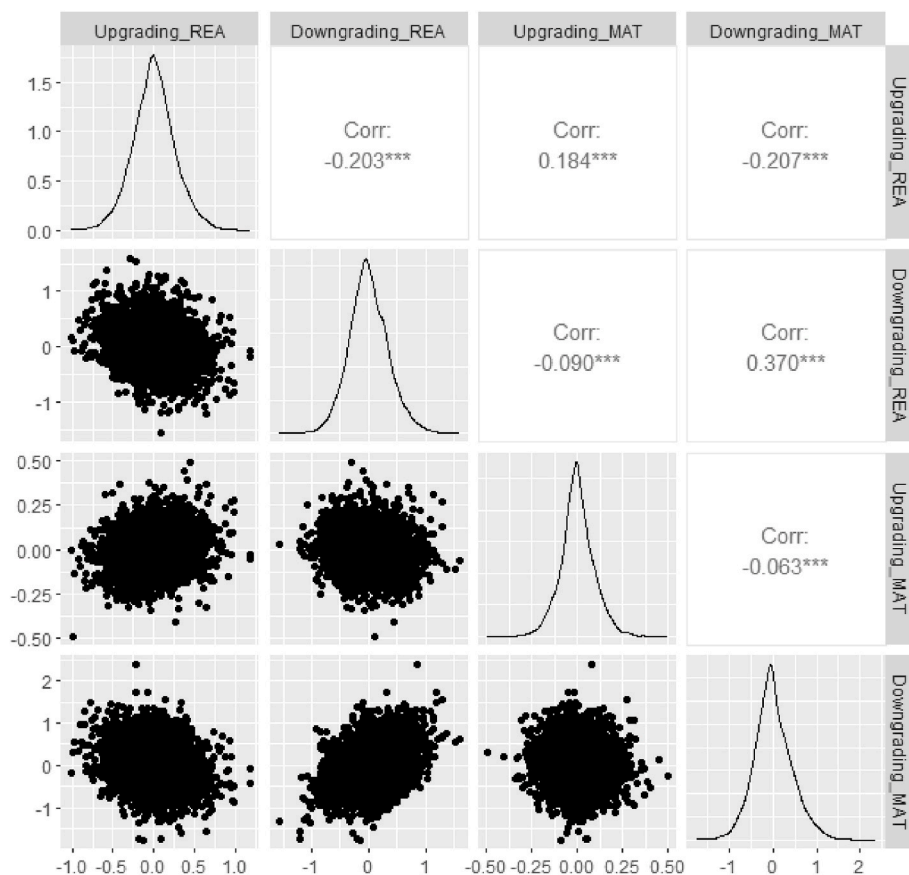 Upgrading_REA Downgrading_REA Upgrading_MAT Downgrading_MAT
1.5
1.0
0.5
0.0
Corr:
-0.203***
Corr:
0.184***
Corr:
-0.207***
Upgrading_REA
1
0
-1
Corr:
-0.090***
Corr:
0.370***
Downgrading_REA
0.50
0.25
0.00
-0.25
-0.50
Corr:
-0.063***
Upgrading_MAT
2
1
0
-1
Downgrading_MAT
-1.0 -0.5 0.0 0.5 1.0 -1 0 1 -0.50 -0.25 0.00 0.25 0.50 -1 0 1 2